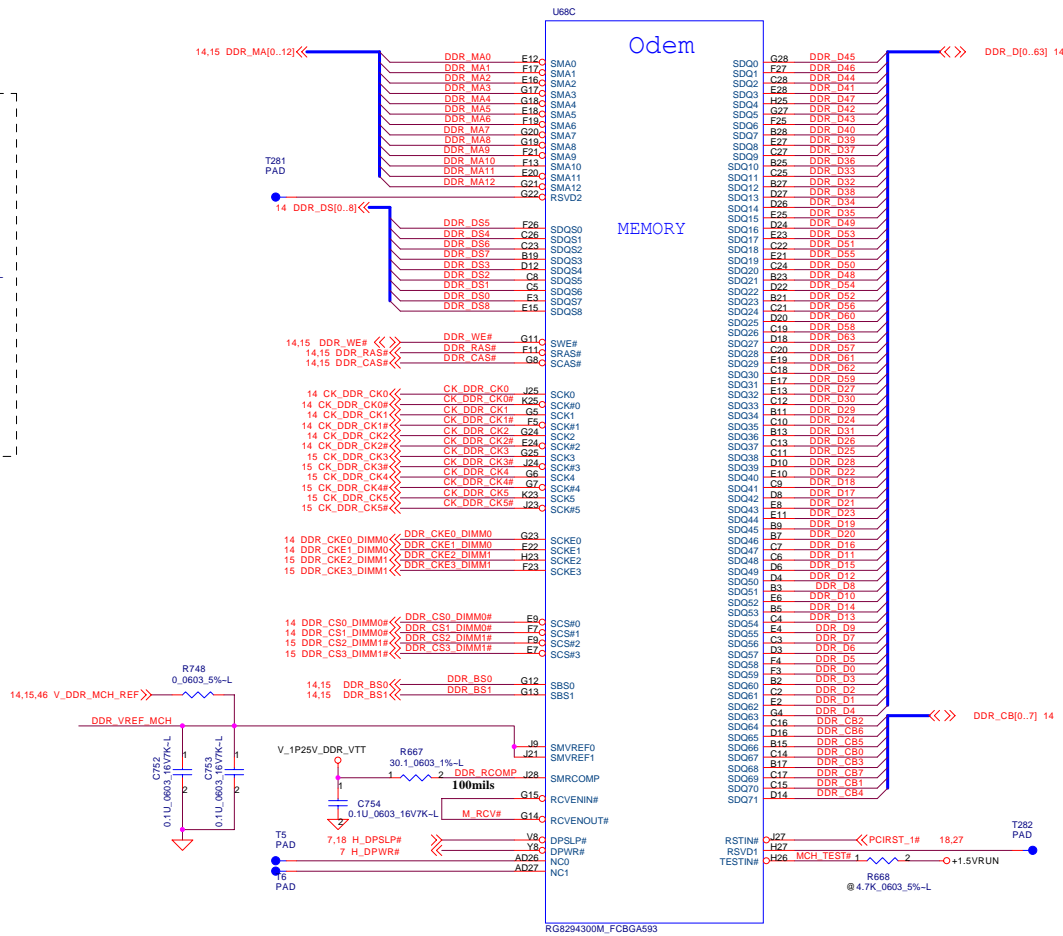 U68C
Odem
MEMORY
14,15 DDR_MA[0..12]
DDR_MA0 E12 SMA0
DDR_MA1 F17 SMA1
DDR_MA2 E16 SMA2
DDR_MA3 G17 SMA3
DDR_MA4 G18 SMA4
DDR_MA5 E18 SMA5
DDR_MA6 F19 SMA6
DDR_MA7 G20 SMA7
DDR_MA8 G19 SMA8
DDR_MA9 F21 SMA9
DDR_MA10 F13 SMA10
DDR_MA11 E20 SMA11
DDR_MA12 G21 SMA12
T281
PAD
G22 RSVD2
14 DDR_DS[0..8]
DDR_DS5 F26 SDQS0
DDR_DS4 C26 SDQS1
DDR_DS6 C23 SDQS2
DDR_DS7 B19 SDQS3
DDR_DS3 D12 SDQS4
DDR_DS2 C8 SDQS5
DDR_DS1 C5 SDQS6
DDR_DS0 E3 SDQS7
DDR_DS8 E15 SDQS8
14,15 DDR_WE# DDR_WE# G11 SWE#
14,15 DDR_RAS# DDR_RAS# F11 SRAS#
14,15 DDR_CAS# DDR_CAS# G8 SCAS#
14 CK_DDR_CK0 CK_DDR_CK0 J25 SCK0
14 CK_DDR_CK0# CK_DDR_CK0# K25 SCK#0
14 CK_DDR_CK1 CK_DDR_CK1 G5 SCK1
14 CK_DDR_CK1# CK_DDR_CK1# F5 SCK#1
14 CK_DDR_CK2 CK_DDR_CK2 G24 SCK2
14 CK_DDR_CK2# CK_DDR_CK2# E24 SCK#2
15 CK_DDR_CK3 CK_DDR_CK3 G25 SCK3
15 CK_DDR_CK3# CK_DDR_CK3# J24 SCK#3
15 CK_DDR_CK4 CK_DDR_CK4 G6 SCK4
15 CK_DDR_CK4# CK_DDR_CK4# G7 SCK#4
15 CK_DDR_CK5 CK_DDR_CK5 K23 SCK5
15 CK_DDR_CK5# CK_DDR_CK5# J23 SCK#5
14 DDR_CKE0_DIMM0 DDR_CKE0_DIMM0 G23 SCKE0
14 DDR_CKE1_DIMM0 DDR_CKE1_DIMM0 E22 SCKE1
15 DDR_CKE2_DIMM1 DDR_CKE2_DIMM1 H23 SCKE2
15 DDR_CKE3_DIMM1 DDR_CKE3_DIMM1 F23 SCKE3
14 DDR_CS0_DIMM0# DDR_CS0_DIMM0# E9 SCS#0
14 DDR_CS1_DIMM0# DDR_CS1_DIMM0# F7 SCS#1
15 DDR_CS2_DIMM1# DDR_CS2_DIMM1# F9 SCS#2
15 DDR_CS3_DIMM1# DDR_CS3_DIMM1# E7 SCS#3
14,15 DDR_BS0 DDR_BS0 G12 SBS0
14,15 DDR_BS1 DDR_BS1 G13 SBS1
R748
0_0603_5%~L
14,15,46 V_DDR_MCH_REF
DDR_VREF_MCH
J9 SMVREF0
J21 SMVREF1
C752
0.1U_0603_16V7K~L
1
2
C753
0.1U_0603_16V7K~L
1
2
V_1P25V_DDR_VTT
R667
30.1_0603_1%~L
1 2 DDR_RCOMP J28 SMRCOMP
100mils
1
C754
0.1U_0603_16V7K~L
2
G15 RCVENIN#
M_RCV# G14 RCVENOUT#
7,18 H_DPSLP# V8 DPSLP#
7 H_DPWR# Y8 DPWR#
T5
PAD
AD26 NC0
T6
PAD
AD27 NC1
DDR_D[0..63] 14
SDQ0 G28 DDR_D45
SDQ1 F27 DDR_D46
SDQ2 C28 DDR_D44
SDQ3 E28 DDR_D41
SDQ4 H25 DDR_D47
SDQ5 G27 DDR_D42
SDQ6 F25 DDR_D43
SDQ7 B28 DDR_D40
SDQ8 E27 DDR_D39
SDQ9 C27 DDR_D37
SDQ10 B25 DDR_D36
SDQ11 C25 DDR_D33
SDQ12 B27 DDR_D32
SDQ13 D27 DDR_D38
SDQ14 D26 DDR_D34
SDQ15 E25 DDR_D35
SDQ16 D24 DDR_D49
SDQ17 E23 DDR_D53
SDQ18 C22 DDR_D51
SDQ19 E21 DDR_D55
SDQ20 C24 DDR_D50
SDQ21 B23 DDR_D48
SDQ22 D22 DDR_D54
SDQ23 B21 DDR_D52
SDQ24 C21 DDR_D56
SDQ25 D20 DDR_D60
SDQ26 C19 DDR_D58
SDQ27 D18 DDR_D63
SDQ28 C20 DDR_D57
SDQ29 E19 DDR_D61
SDQ30 C18 DDR_D62
SDQ31 E17 DDR_D59
SDQ32 E13 DDR_D27
SDQ33 C12 DDR_D30
SDQ34 B11 DDR_D29
SDQ35 C10 DDR_D24
SDQ36 B13 DDR_D31
SDQ37 C13 DDR_D26
SDQ38 C11 DDR_D25
SDQ39 D10 DDR_D28
SDQ40 E10 DDR_D22
SDQ41 C9 DDR_D18
SDQ42 D8 DDR_D17
SDQ43 E8 DDR_D21
SDQ44 E11 DDR_D23
SDQ45 B9 DDR_D19
SDQ46 B7 DDR_D20
SDQ47 C7 DDR_D16
SDQ48 C6 DDR_D11
SDQ49 D6 DDR_D15
SDQ50 D4 DDR_D12
SDQ51 B3 DDR_D8
SDQ52 E6 DDR_D10
SDQ53 B5 DDR_D14
SDQ54 C4 DDR_D13
SDQ55 E4 DDR_D9
SDQ56 C3 DDR_D7
SDQ57 D3 DDR_D6
SDQ58 F4 DDR_D5
SDQ59 F3 DDR_D0
SDQ60 B2 DDR_D3
SDQ61 C2 DDR_D2
SDQ62 E2 DDR_D1
SDQ63 G4 DDR_D4
DDR_CB[0..7] 14
SDQ64 C16 DDR_CB2
SDQ65 D16 DDR_CB6
SDQ66 B15 DDR_CB5
SDQ67 C14 DDR_CB0
SDQ68 B17 DDR_CB3
SDQ69 C17 DDR_CB7
SDQ70 C15 DDR_CB1
SDQ71 D14 DDR_CB4
RSTIN# J27 PCIRST_1# 18,27
T282
PAD
RSVD1 H27
TESTIN# H26 MCH_TEST# 1 2 +1.5VRUN
R668
@4.7K_0603_5%~L
RG8294300M_FCBGA593